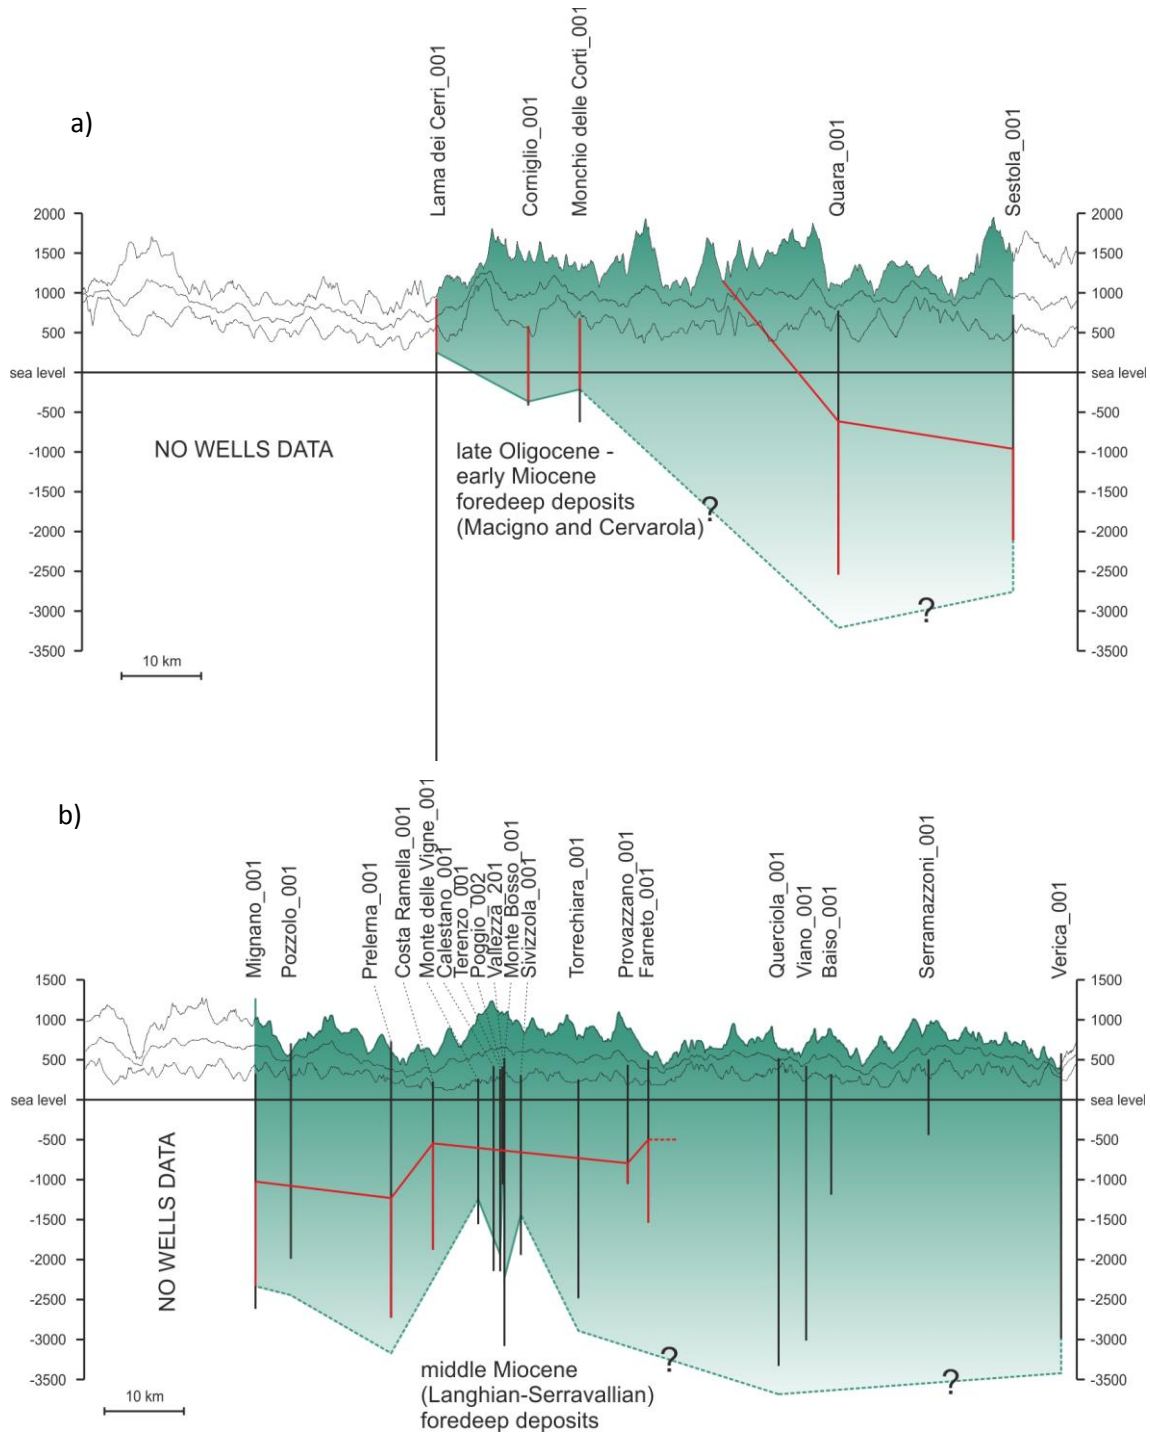 a)
Lama dei Cerri_001
Corniglio_001
Monchio delle Corti_001
Quara_001
Sestola_001
2000
1500
1000
500
sea level
-500
-1000
-1500
-2000
-2500
-3000
-3500
2000
1500
1000
500
sea level
-500
-1000
-1500
-2000
-2500
-3000
-3500
NO WELLS DATA
late Oligocene -
early Miocene
foredeep deposits
(Macigno and Cervarola)
?
?
10 km
b)
Mignano_001
Pozzolo_001
Prelerna_001
Costa Ramella_001
Monte delle Vigne_001
Calestano_001
Terenzo_001
Poggio_002
Vallezza_201
Monte Bosso_001
Sivizzola_001
Torrechiara_001
Provazzano_001
Farneto_001
Querciola_001
Viano_001
Baiso_001
Serramazzoni_001
Verica_001
1500
1000
500
sea level
-500
-1000
-1500
-2000
-2500
-3000
-3500
1500
1000
500
sea level
-500
-1000
-1500
-2000
-2500
-3000
-3500
NO WELLS DATA
middle Miocene
(Langhian-Serravallian)
foredeep deposits
?
?
10 km